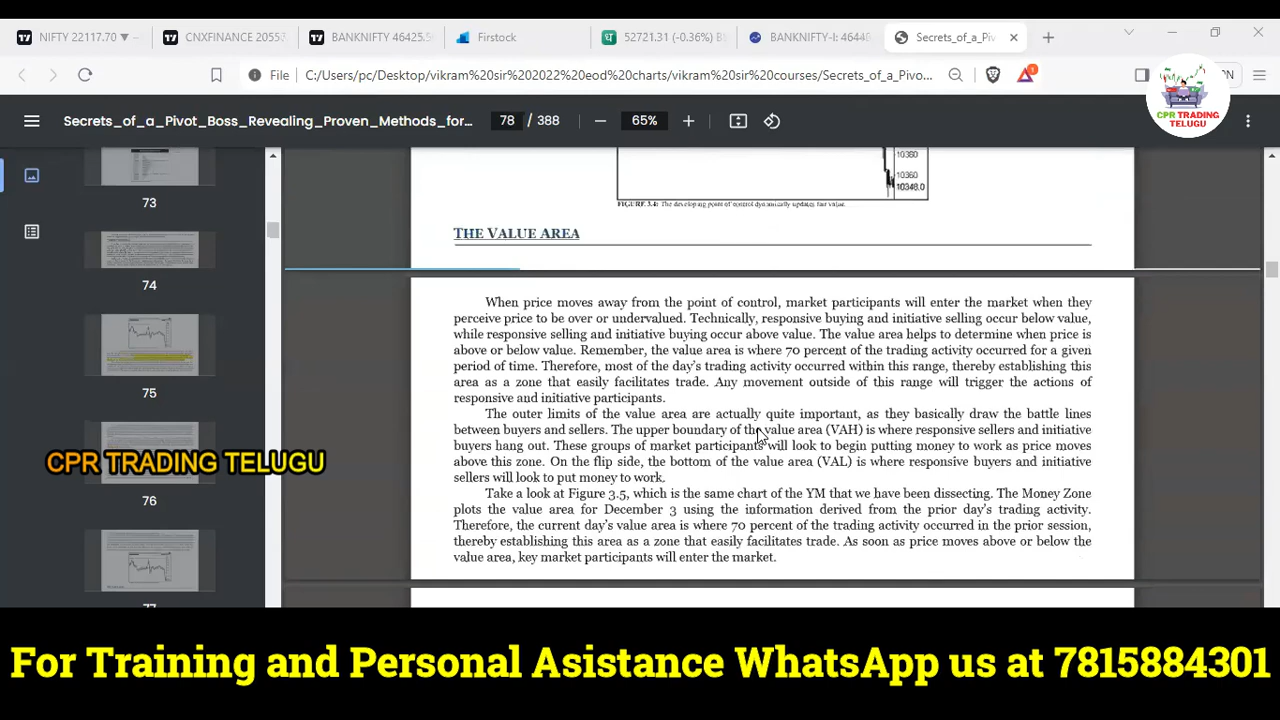 NIFTY 22117.70 ▼ −
CNXFINANCE 2055
BANKNIFTY 46425.5
Firstock
52721.31 (-0.36%) B
BANKNIFTY-I: 4644
Secrets_of_a_Piv
File
C:/Users/pc/Desktop/vikram%20sir%202022%20eod%20charts/vikram%20sir%20courses/Secrets_of_a_Pivo...
Secrets_of_a_Pivot_Boss_Revealing_Proven_Methods_for...
78 / 388
65%
CPR TRADING
TELUGU
73
74
75
76
10380
10360
10348.0
FIGURE 3.4: The developing point of control dynamically updates fair value.
THE VALUE AREA
When price moves away from the point of control, market participants will enter the market when they
perceive price to be over or undervalued. Technically, responsive buying and initiative selling occur below value,
while responsive selling and initiative buying occur above value. The value area helps to determine when price is
above or below value. Remember, the value area is where 70 percent of the trading activity occurred for a given
period of time. Therefore, most of the day's trading activity occurred within this range, thereby establishing this
area as a zone that easily facilitates trade. Any movement outside of this range will trigger the actions of
responsive and initiative participants.
The outer limits of the value area are actually quite important, as they basically draw the battle lines
between buyers and sellers. The upper boundary of the value area (VAH) is where responsive sellers and initiative
buyers hang out. These groups of market participants will look to begin putting money to work as price moves
above this zone. On the flip side, the bottom of the value area (VAL) is where responsive buyers and initiative
sellers will look to put money to work.
Take a look at Figure 3.5, which is the same chart of the YM that we have been dissecting. The Money Zone
plots the value area for December 3 using the information derived from the prior day's trading activity.
Therefore, the current day's value area is where 70 percent of the trading activity occurred in the prior session,
thereby establishing this area as a zone that easily facilitates trade. As soon as price moves above or below the
value area, key market participants will enter the market.
CPR TRADING TELUGU
For Training and Personal Asistance WhatsApp us at 7815884301